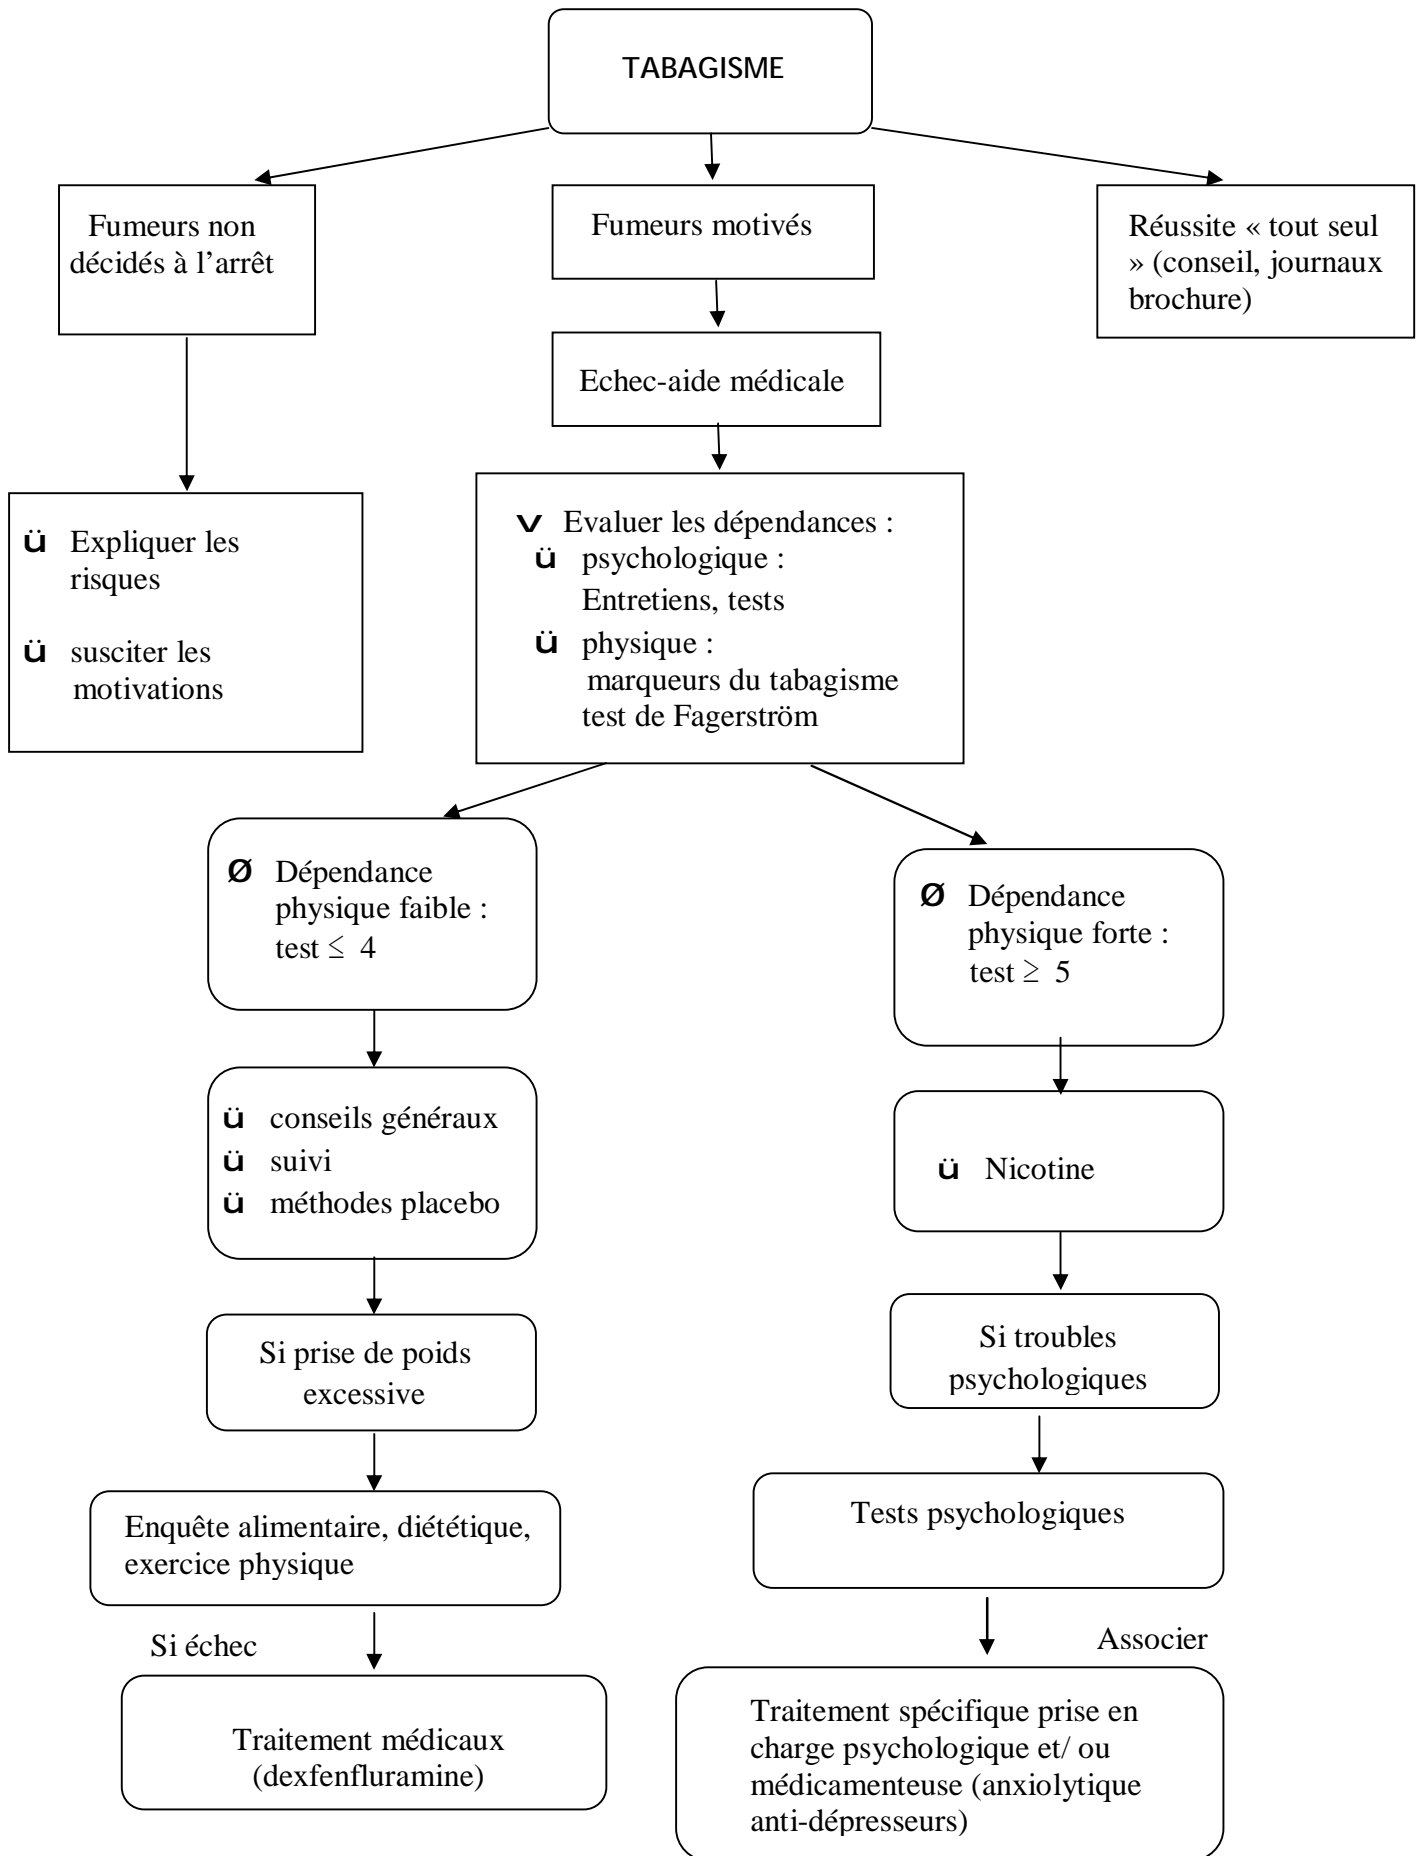 TABAGISME
Fumeurs non
décidés à l’arrêt
Fumeurs motivés
Réussite « tout seul
» (conseil, journaux
brochure)
Echec-aide médicale
ü Expliquer les
risques
ü susciter les
motivations
v Evaluer les dépendances :
ü psychologique :
Entretiens, tests
ü physique :
marqueurs du tabagisme
test de Fagerström
Ø Dépendance
physique faible :
test ≤ 4
Ø Dépendance
physique forte :
test ≥ 5
ü conseils généraux
ü suivi
ü méthodes placebo
ü Nicotine
Si prise de poids
excessive
Si troubles
psychologiques
Enquête alimentaire, diététique,
exercice physique
Tests psychologiques
Si échec
Associer
Traitement médicaux
(dexfenfluramine)
Traitement spécifique prise en
charge psychologique et/ ou
médicamenteuse (anxiolytique
anti-dépresseurs)